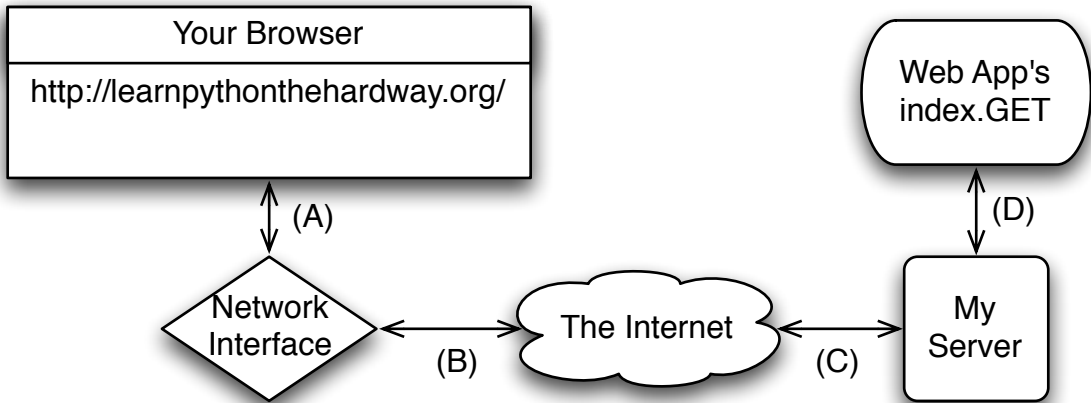 Your Browser
http://learnpythonthehardway.org/
Web App's
index.GET
(A)
(D)
Network
Interface
(B)
The Internet
(C)
My
Server